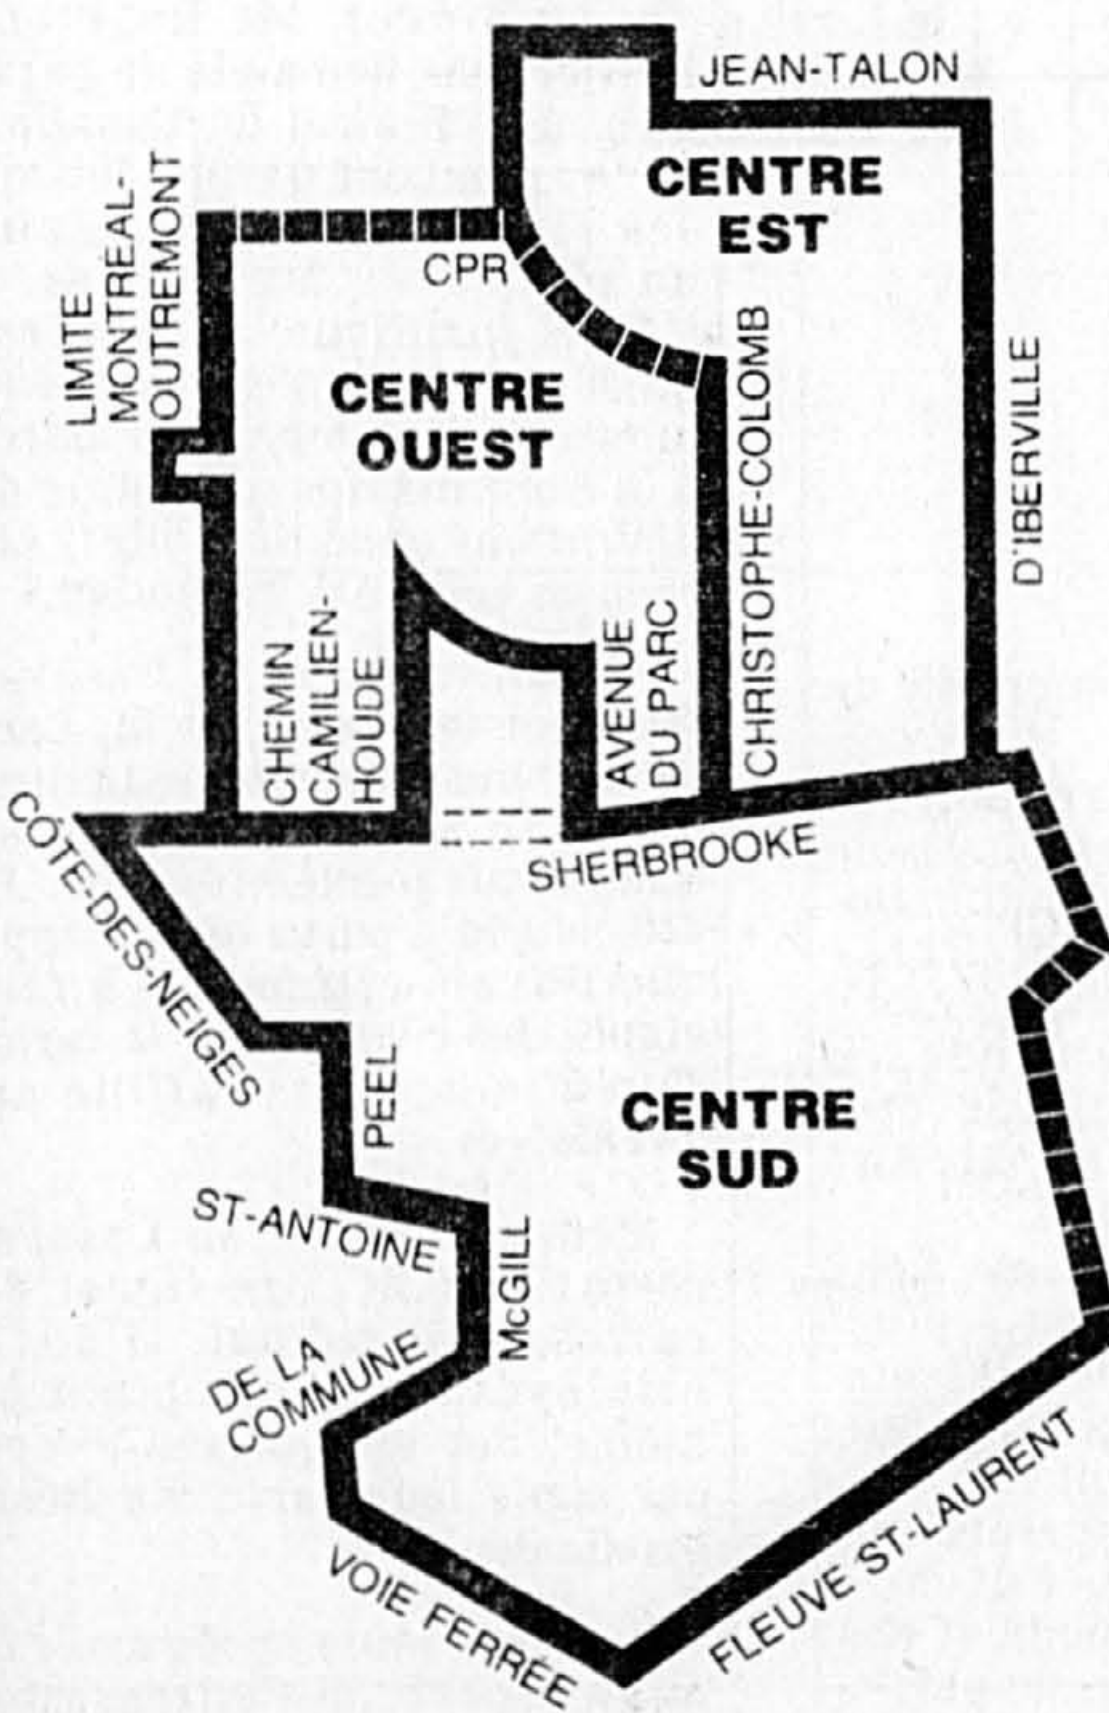 JEAN-TALON
CENTRE
EST
LIMITE
MONTRÉAL-
OUTREMONT
CPR
CENTRE
OUEST
CHRISTOPHE-COLOMB
D'IBERVILLE
CHEMIN
CAMILIEN-
HOUDE
AVENUE
DU PARC
CÔTE-DES-NEIGES
SHERBROOKE
PEEL
CENTRE
SUD
ST-ANTOINE
McGILL
DE LA
COMMUNE
VOIE FERRÉE
FLEUVE ST-LAURENT